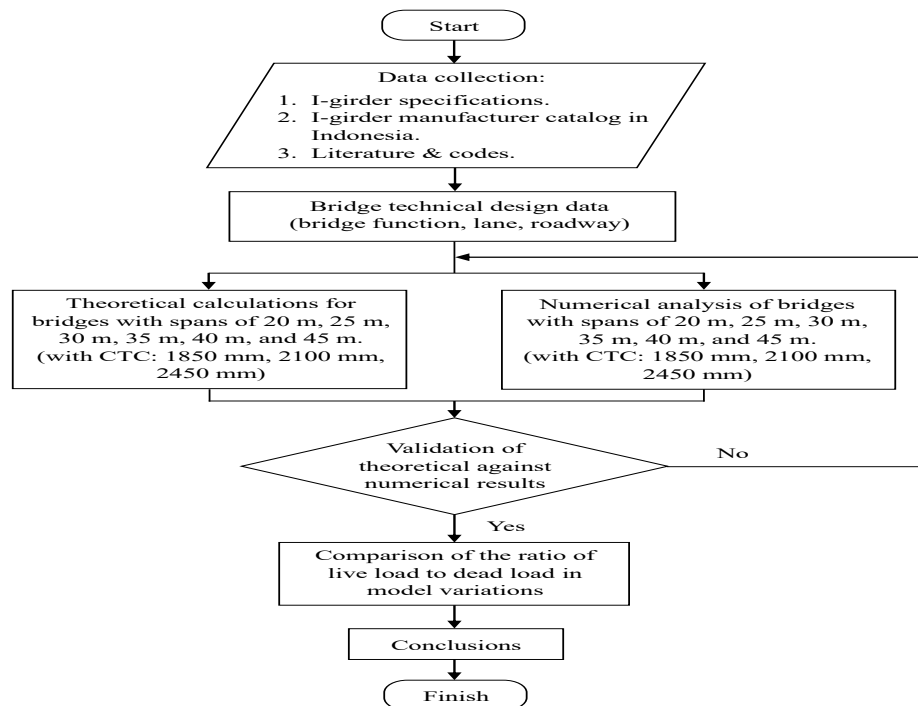 Start
Data collection:
1. I-girder specifications.
2. I-girder manufacturer catalog in
Indonesia.
3. Literature & codes.
Bridge technical design data
(bridge function, lane, roadway)
Theoretical calculations for
bridges with spans of 20 m, 25 m,
30 m, 35 m, 40 m, and 45 m.
(with CTC: 1850 mm, 2100 mm,
2450 mm)
Numerical analysis of bridges
with spans of 20 m, 25 m, 30 m,
35 m, 40 m, and 45 m.
(with CTC: 1850 mm, 2100 mm,
2450 mm)
Validation of
theoretical against
numerical results
No
Yes
Comparison of the ratio of
live load to dead load in
model variations
Conclusions
Finish